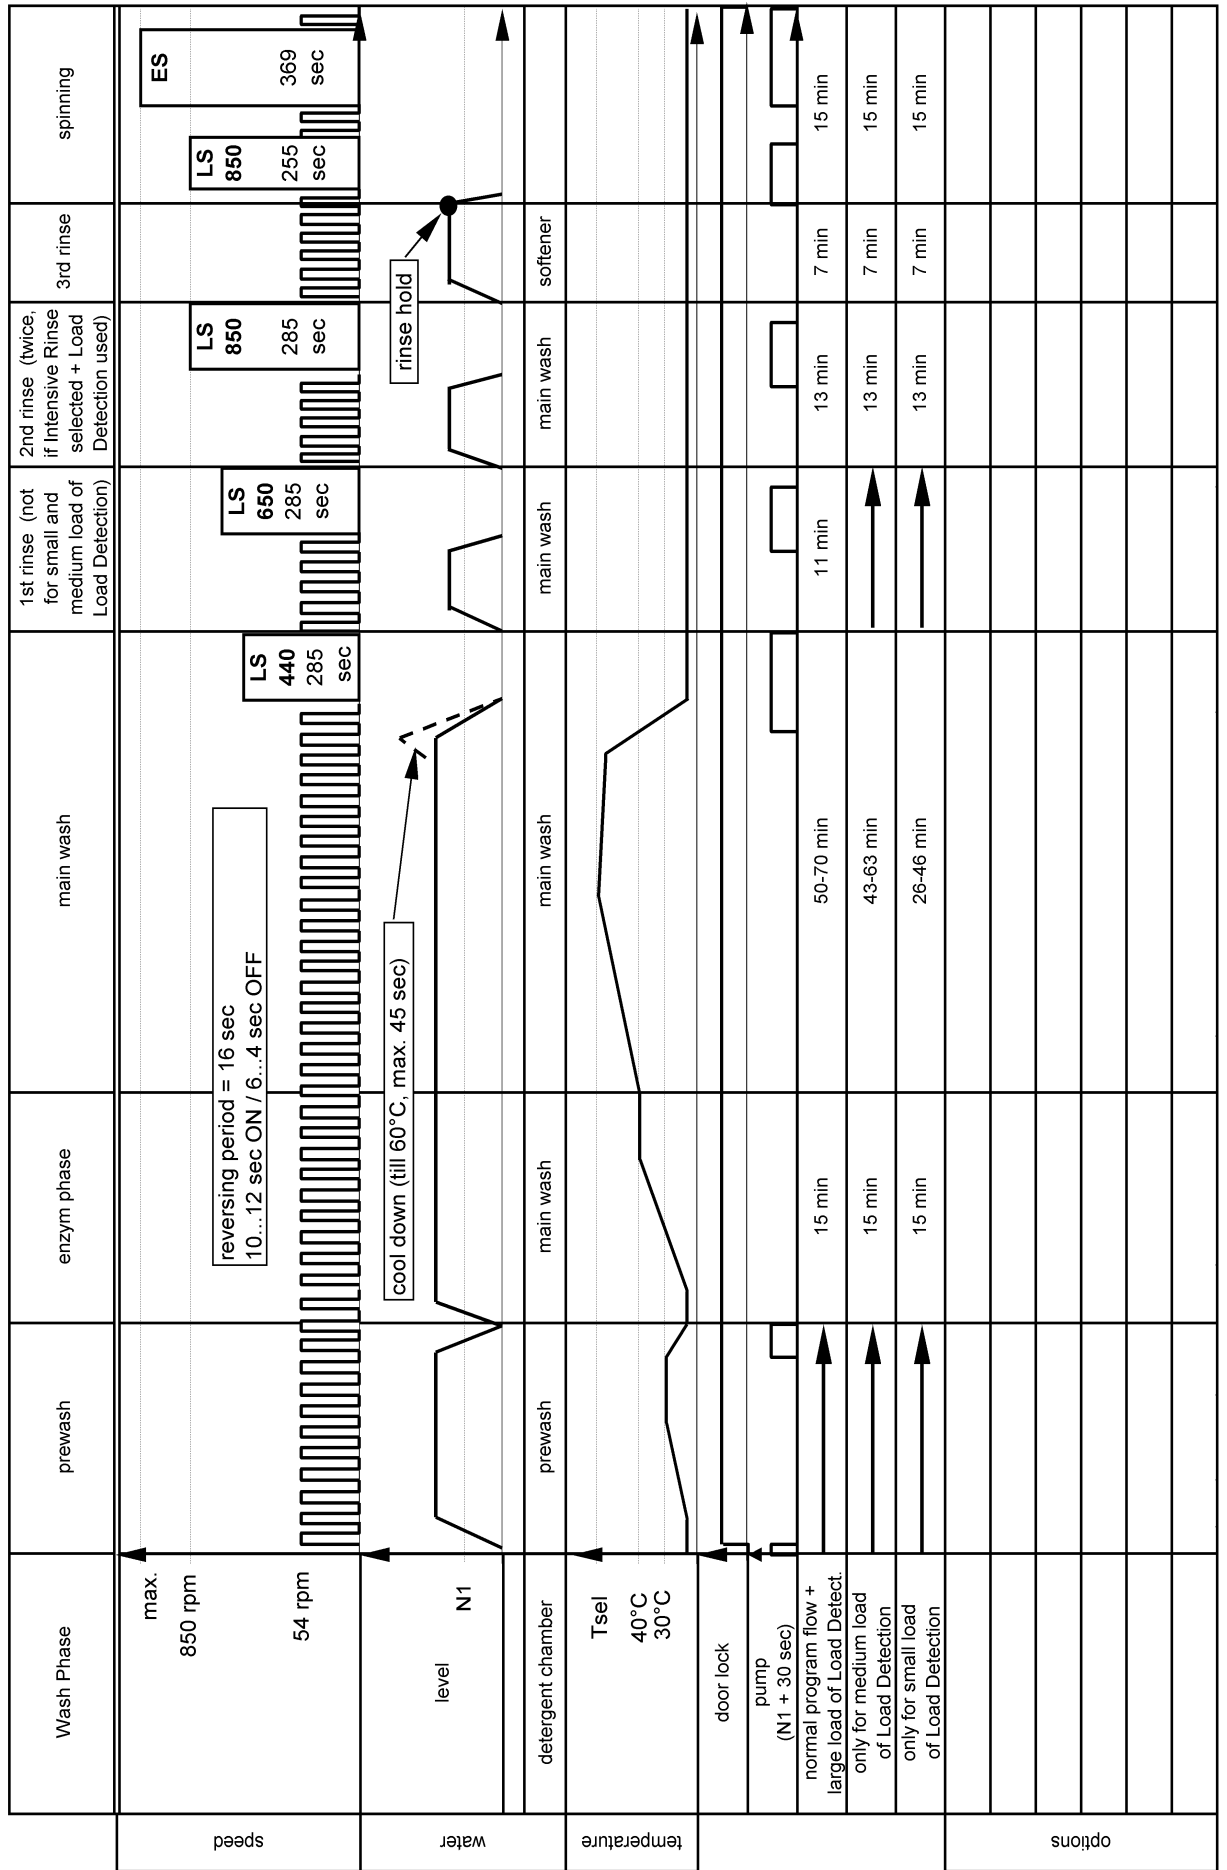 Wash Phase
prewash
enzym phase
main wash
1st rinse (not
for small and
medium load of
Load Detection)
2nd rinse (twice,
if Intensive Rinse
selected + Load
Detection used)
3rd rinse
spinning
speed
max.
850 rpm
54 rpm
reversing period = 16 sec
10...12 sec ON / 6...4 sec OFF
LS
440
285
sec
LS
650
285
sec
LS
850
285
sec
LS
850
255
sec
ES
369
sec
water
level
N1
cool down (till 60°C, max. 45 sec)
rinse hold
detergent chamber
prewash
main wash
main wash
main wash
main wash
softener
temperature
Tsel
40°C
30°C
door lock
pump
(N1 + 30 sec)
normal program flow +
large load of Load Detect.
15 min
50-70 min
11 min
13 min
7 min
15 min
only for medium load
of Load Detection
15 min
43-63 min
13 min
7 min
15 min
only for small load
of Load Detection
15 min
26-46 min
13 min
7 min
15 min
options